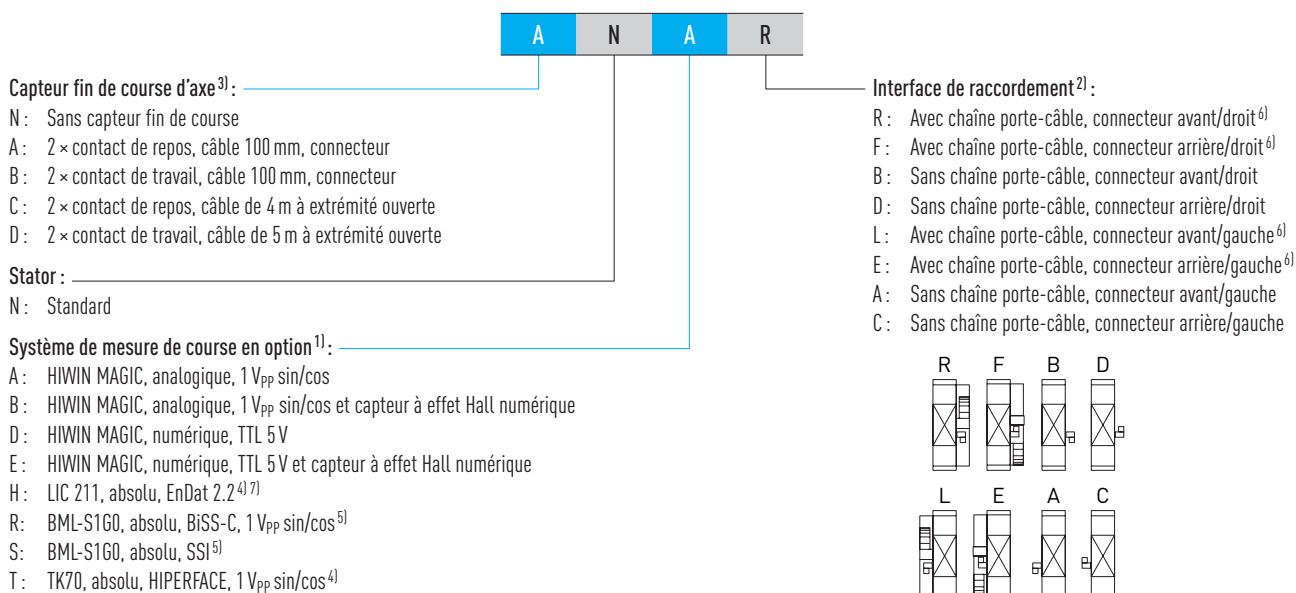 A N A R
Capteur fin de course d'axe 3) :
N : Sans capteur fin de course
A : 2 × contact de repos, câble 100 mm, connecteur
B : 2 × contact de travail, câble 100 mm, connecteur
C : 2 × contact de repos, câble de 4 m à extrémité ouverte
D : 2 × contact de travail, câble de 5 m à extrémité ouverte
Stator :
N : Standard
Système de mesure de course en option 1) :
A : HIWIN MAGIC, analogique, 1 VPP sin/cos
B : HIWIN MAGIC, analogique, 1 VPP sin/cos et capteur à effet Hall numérique
D : HIWIN MAGIC, numérique, TTL 5 V
E : HIWIN MAGIC, numérique, TTL 5 V et capteur à effet Hall numérique
H : LIC 211, absolu, EnDat 2.2 4) 7)
R: BML-S1G0, absolu, BiSS-C, 1 VPP sin/cos 5)
S: BML-S1G0, absolu, SSI 5)
T : TK70, absolu, HIPERFACE, 1 VPP sin/cos 4)
Interface de raccordement 2) :
R : Avec chaîne porte-câble, connecteur avant/droit 6)
F : Avec chaîne porte-câble, connecteur arrière/droit 6)
B : Sans chaîne porte-câble, connecteur avant/droit
D : Sans chaîne porte-câble, connecteur arrière/droit
L : Avec chaîne porte-câble, connecteur avant/gauche 6)
E : Avec chaîne porte-câble, connecteur arrière/gauche 6)
A : Sans chaîne porte-câble, connecteur avant/gauche
C : Sans chaîne porte-câble, connecteur arrière/gauche
R F B D
L E A C